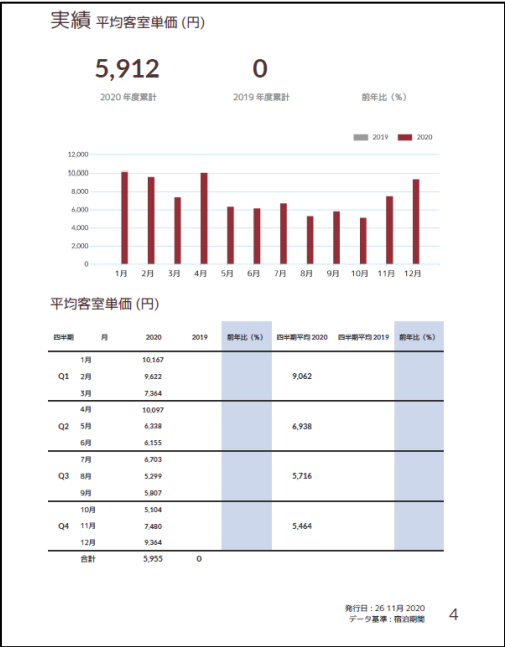 実績 平均客室単価 (円)
5,912 0
2020 年度累計 2019 年度累計 前年比（%）
2019 2020
12,000
10,000
8,000
6,000
4,000
2,000
0
1月 2月 3月 4月 5月 6月 7月 8月 9月 10月 11月 12月
平均客室単価 (円)
四半期 月 2020 2019 前年比（%） 四半期平均 2020 四半期平均 2019 前年比（%）
1月 10,167
Q1 2月 9,622 9,062
3月 7,364
4月 10,097
Q2 5月 6,338 6,938
6月 6,155
7月 6,703
Q3 8月 5,299 5,716
9月 5,807
10月 5,104
Q4 11月 7,480 5,464
12月 9,364
合計 5,955 0
発行日 : 26 11月 2020
データ基準 : 宿泊期間 4